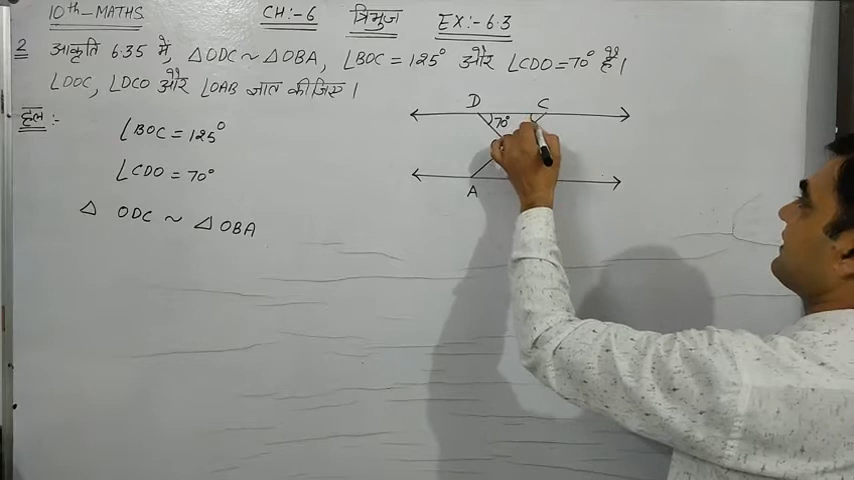 10th-MATHS CH:-6 त्रिभुज EX:-6.3
2 आकृति 6.35 में, △ODC ~ △OBA, ∠BOC = 125° और ∠CDO = 70° है।
∠DOC, ∠DCO और ∠OAB ज्ञात कीजिए।
हल :-
∠BOC = 125°
∠CDO = 70°
△ ODC ~ △OBA
D C
70°
A